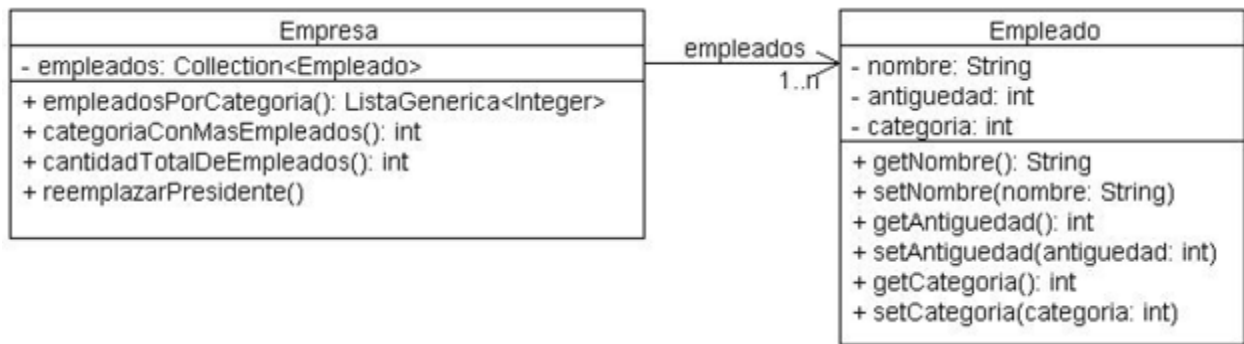 Empresa
- empleados: Collection<Empleado>
+ empleadosPorCategoria(): ListaGenerica<Integer>
+ categoriaConMasEmpleados(): int
+ cantidadTotalDeEmpleados(): int
+ reemplazarPresidente()
empleados
1..n
Empleado
- nombre: String
- antiguedad: int
- categoria: int
+ getNombre(): String
+ setNombre(nombre: String)
+ getAntiguedad(): int
+ setAntiguedad(antiguedad: int)
+ getCategoria(): int
+ setCategoria(categoria: int)